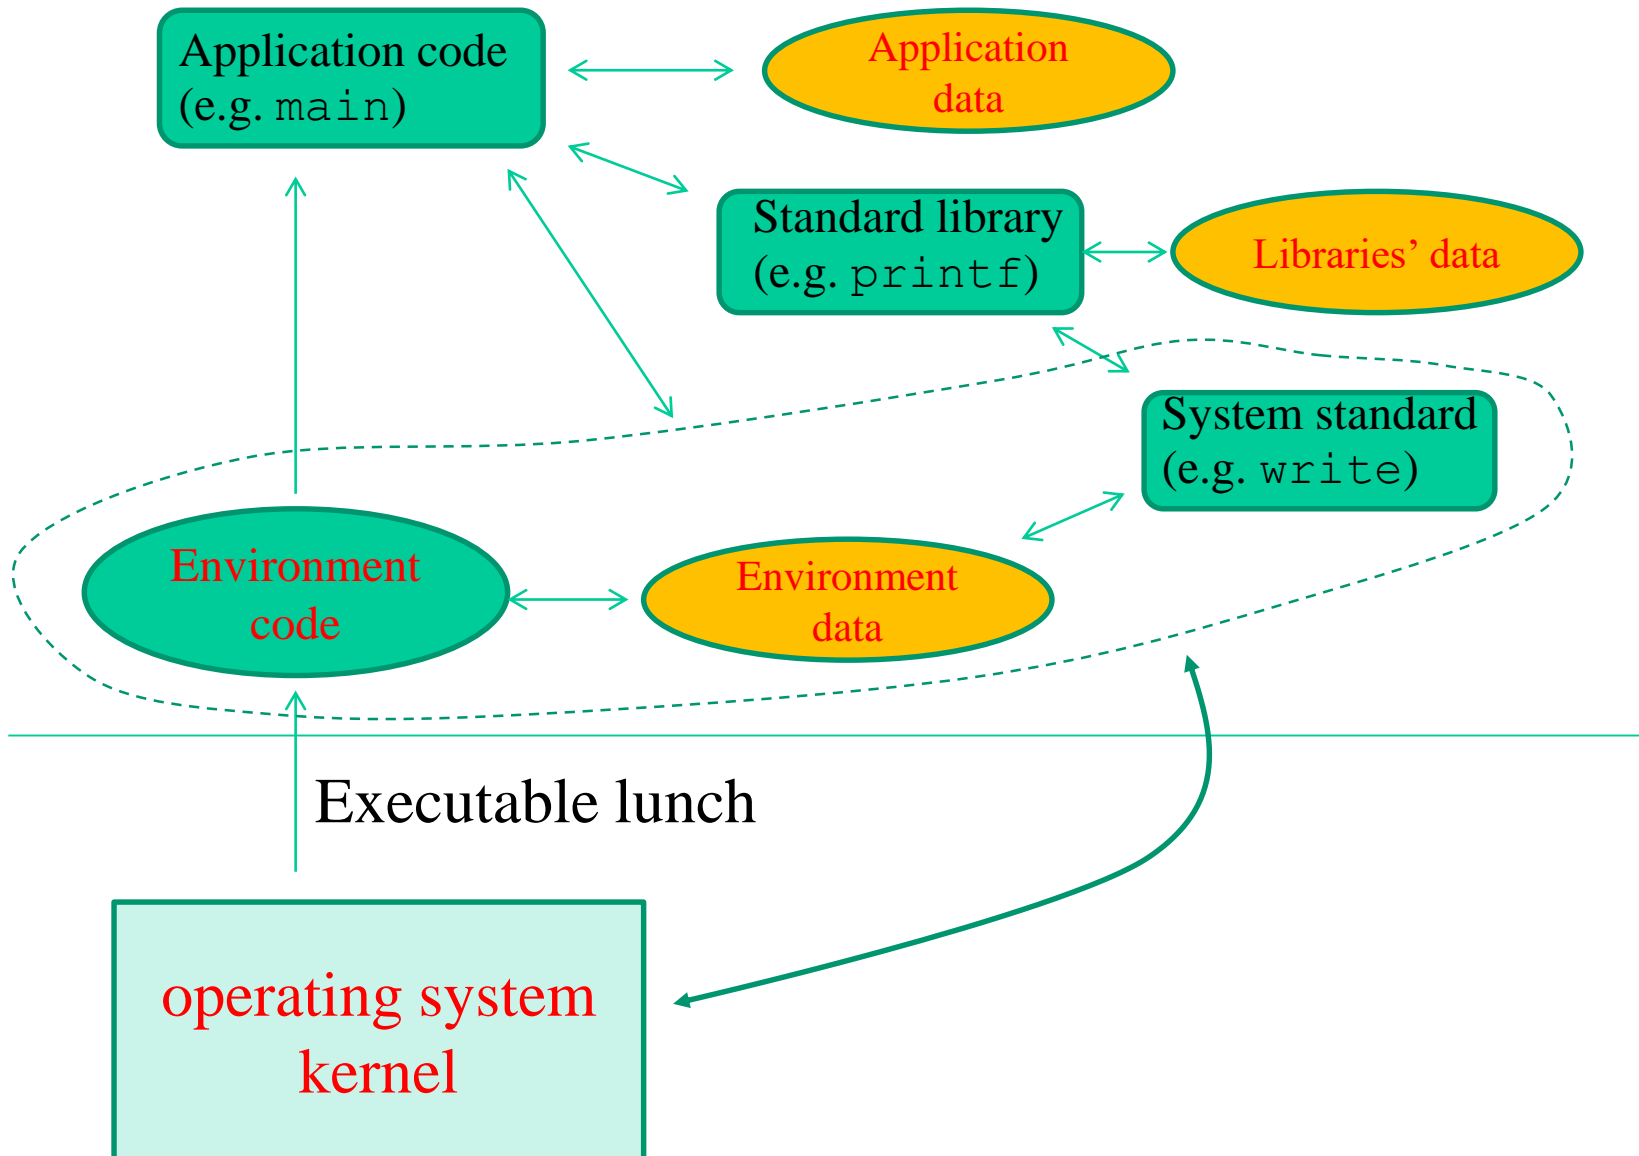 Application code
(e.g. main)
Application
data
Standard library
(e.g. printf)
Libraries’ data
System standard
(e.g. write)
Environment
code
Environment
data
Executable lunch
operating system
kernel